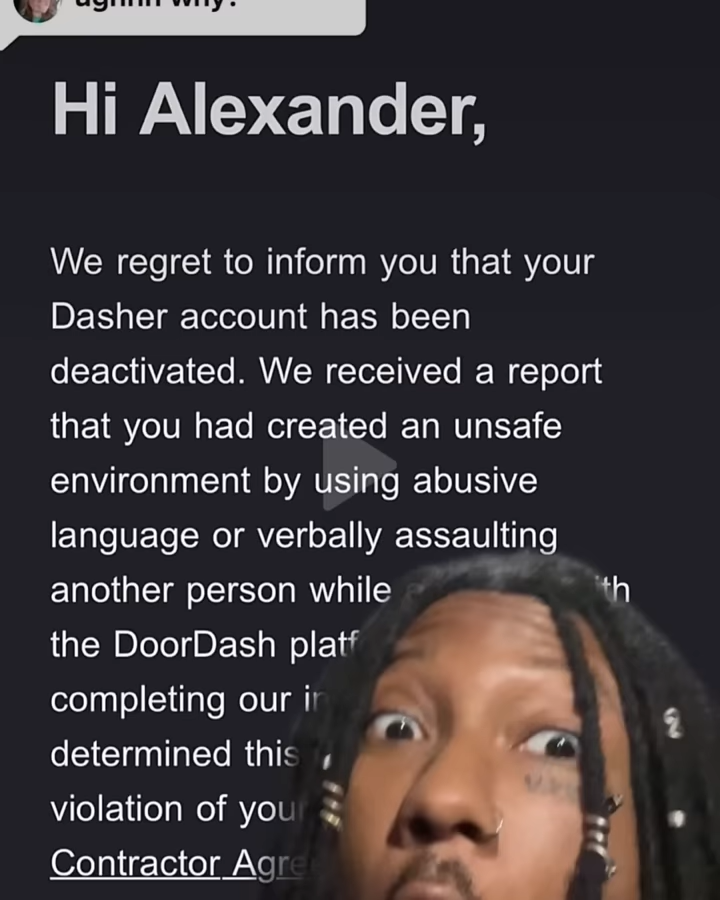 ughhh why?
Hi Alexander,
We regret to inform you that your
Dasher account has been
deactivated. We received a report
that you had created an unsafe
environment by using abusive
language or verbally assaulting
another person while
the DoorDash
completing our
determined this
violation of
Contractor